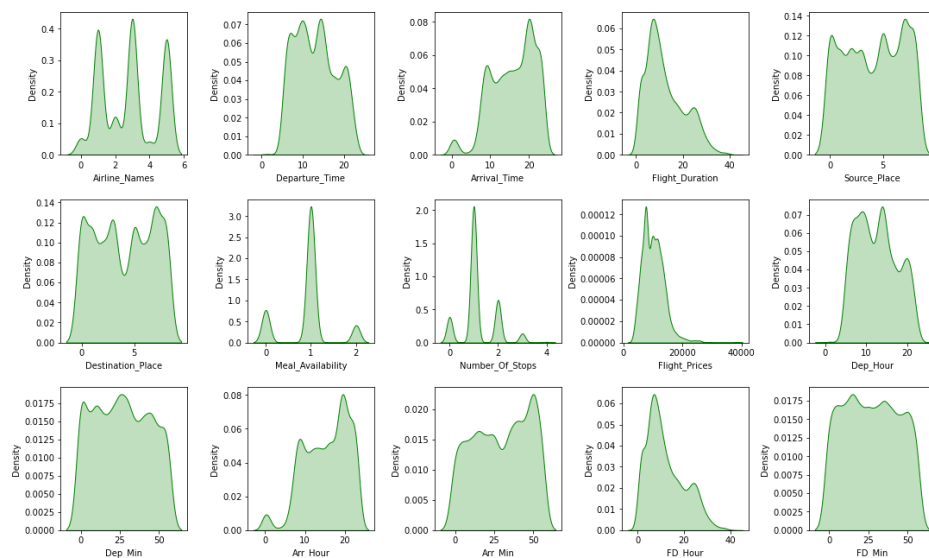 Density
0.4
0.3
0.2
0.1
0.0
0 2 4 6
Airline_Names
Density
0.07
0.06
0.05
0.04
0.03
0.02
0.01
0.00
0 10 20
Departure_Time
Density
0.08
0.06
0.04
0.02
0.00
0 10 20
Arrival_Time
Density
0.06
0.05
0.04
0.03
0.02
0.01
0.00
0 20 40
Flight_Duration
Density
0.14
0.12
0.10
0.08
0.06
0.04
0.02
0.00
0 5
Source_Place
Density
0.14
0.12
0.10
0.08
0.06
0.04
0.02
0.00
0 5
Destination_Place
Density
3.0
2.5
2.0
1.5
1.0
0.5
0.0
0 1 2
Meal_Availability
Density
2.0
1.5
1.0
0.5
0.0
0 2 4
Number_Of_Stops
Density
0.00012
0.00010
0.00008
0.00006
0.00004
0.00002
0.00000
0 20000 40000
Flight_Prices
Density
0.07
0.06
0.05
0.04
0.03
0.02
0.01
0.00
0 10 20
Dep_Hour
Density
0.0175
0.0150
0.0125
0.0100
0.0075
0.0050
0.0025
0.0000
0 25 50
Dep_Min
Density
0.08
0.06
0.04
0.02
0.00
0 10 20
Arr_Hour
Density
0.020
0.015
0.010
0.005
0.000
0 25 50
Arr_Min
Density
0.06
0.05
0.04
0.03
0.02
0.01
0.00
0 20 40
FD_Hour
Density
0.0175
0.0150
0.0125
0.0100
0.0075
0.0050
0.0025
0.0000
0 25 50
FD_Min